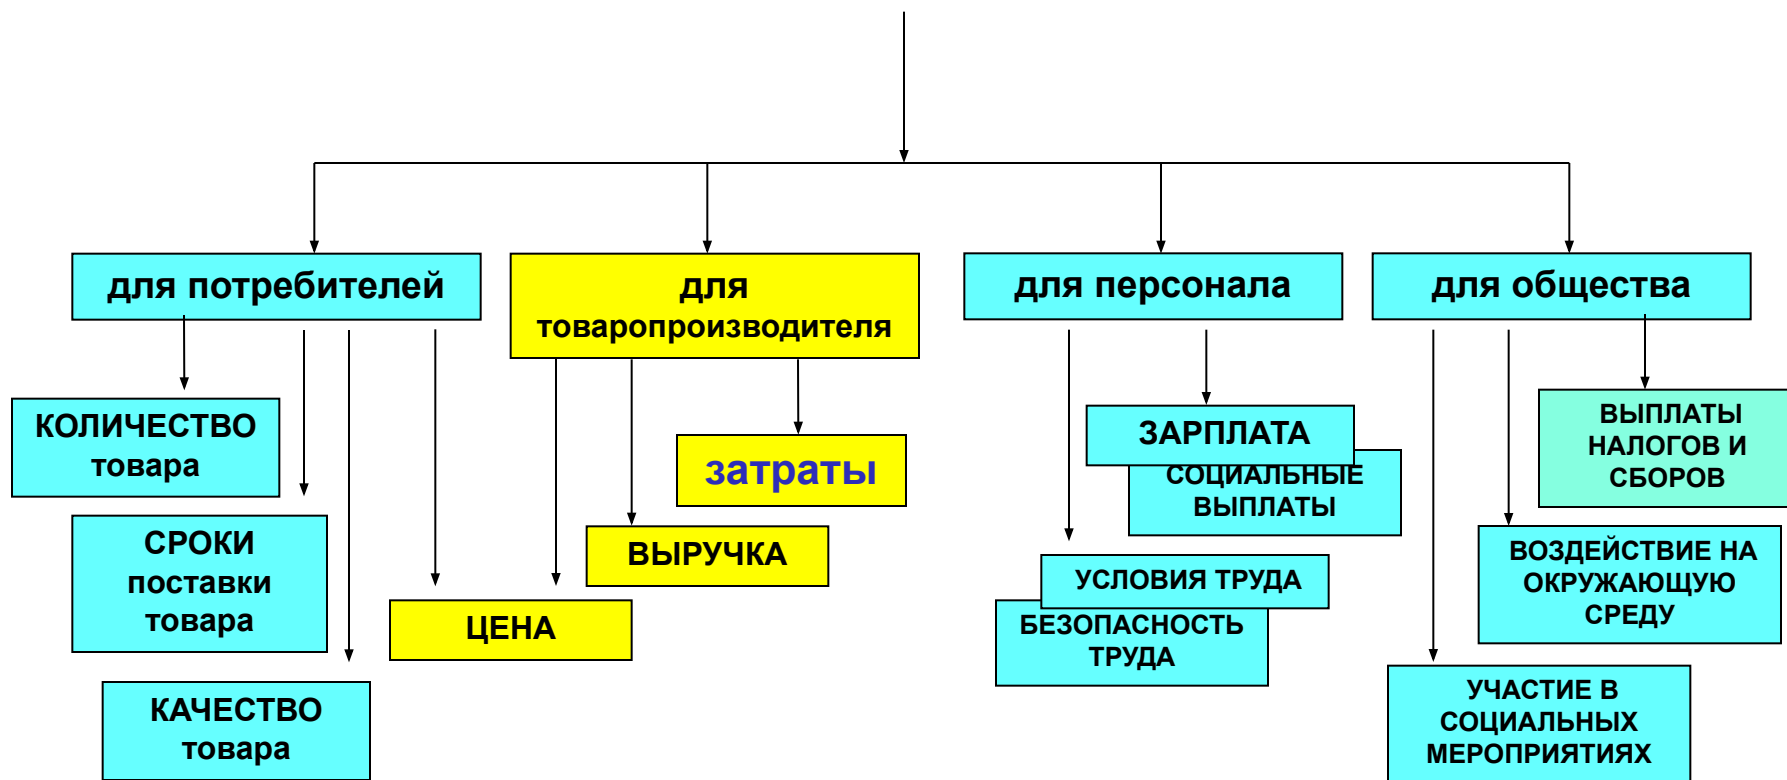 для потребителей
для
товаропроизводителя
для персонала
для общества
КОЛИЧЕСТВО
товара
СРОКИ
поставки
товара
КАЧЕСТВО
товара
ЦЕНА
ВЫРУЧКА
затраты
ЗАРПЛАТА
СОЦИАЛЬНЫЕ
ВЫПЛАТЫ
УСЛОВИЯ ТРУДА
БЕЗОПАСНОСТЬ
ТРУДА
ВЫПЛАТЫ
НАЛОГОВ И
СБОРОВ
ВОЗДЕЙСТВИЕ НА
ОКРУЖАЮЩУЮ
СРЕДУ
УЧАСТИЕ В
СОЦИАЛЬНЫХ
МЕРОПРИЯТИЯХ